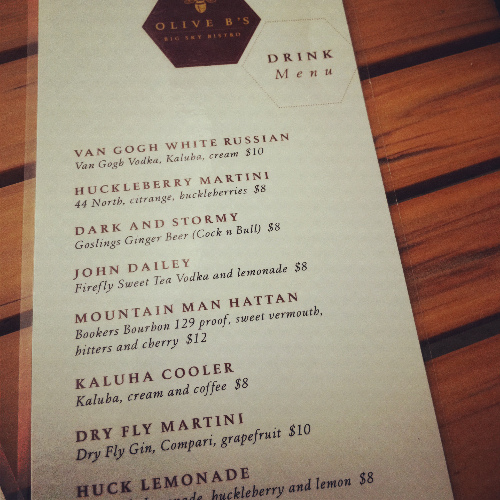 OLIVE B'S
BIG SKY BISTRO
DRINK
Menu
VAN GOGH WHITE RUSSIAN
Van Gogh Vodka, Kaluba, cream $10
HUCKLEBERRY MARTINI
44 North, citrange, huckleberries $8
DARK AND STORMY
Goslings Ginger Beer (Cock n Bull) $8
JOHN DAILEY
Firefly Sweet Tea Vodka and lemonade $8
MOUNTAIN MAN HATTAN
Bookers Bourbon 129 proof, sweet vermouth,
bitters and cherry $12
KALUHA COOLER
Kaluha, cream and coffee $8
DRY FLY MARTINI
Dry Fly Gin, Compari, grapefruit $10
HUCK LEMONADE
huckleberry and lemon $8